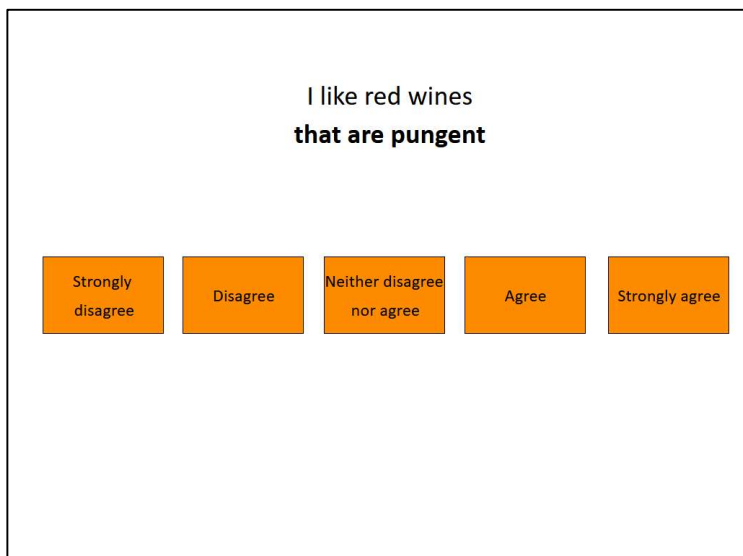 I like red wines
that are pungent
Strongly
disagree
Disagree
Neither disagree
nor agree
Agree
Strongly agree